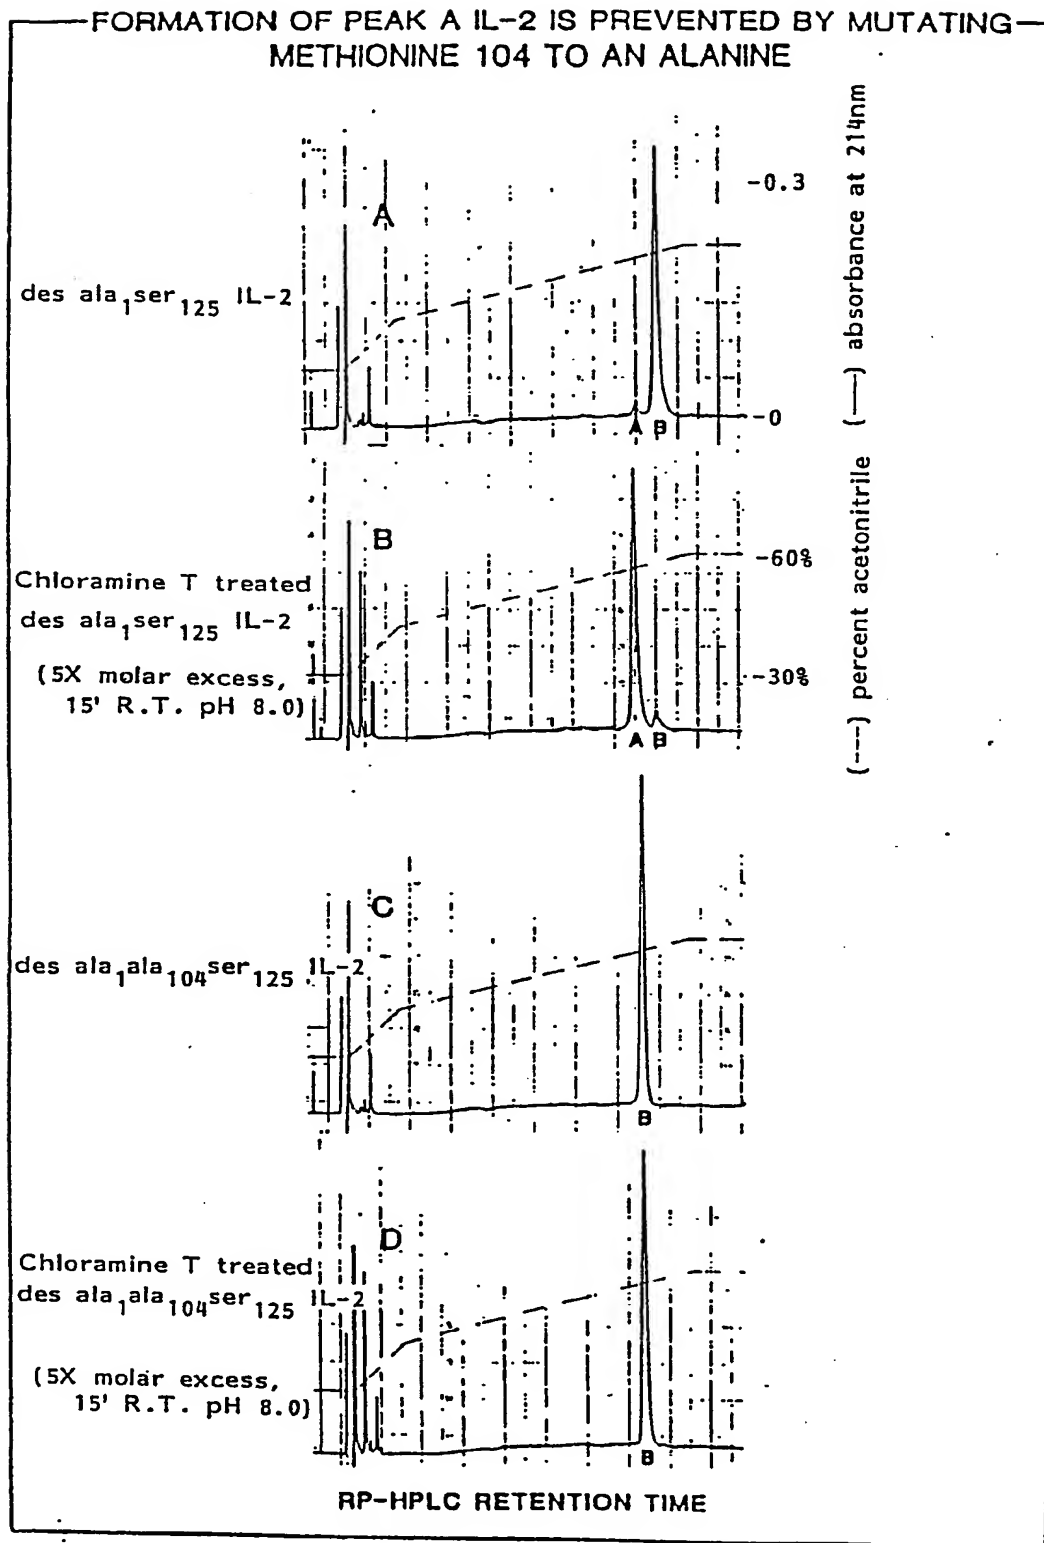 FORMATION OF PEAK A IL-2 IS PREVENTED BY MUTATING
METHIONINE 104 TO AN ALANINE
A
des ala1ser125 IL-2
-0.3
-0
A B
(—) absorbance at 214nm
B
Chloramine T treated
des ala1ser125 IL-2
(5X molar excess,
15' R.T. pH 8.0)
-60%
-30%
A B
(---) percent acetonitrile
C
des ala1ala104ser125 IL-2
B
D
Chloramine T treated
des ala1ala104ser125 IL-2
(5X molar excess,
15' R.T. pH 8.0)
B
RP-HPLC RETENTION TIME